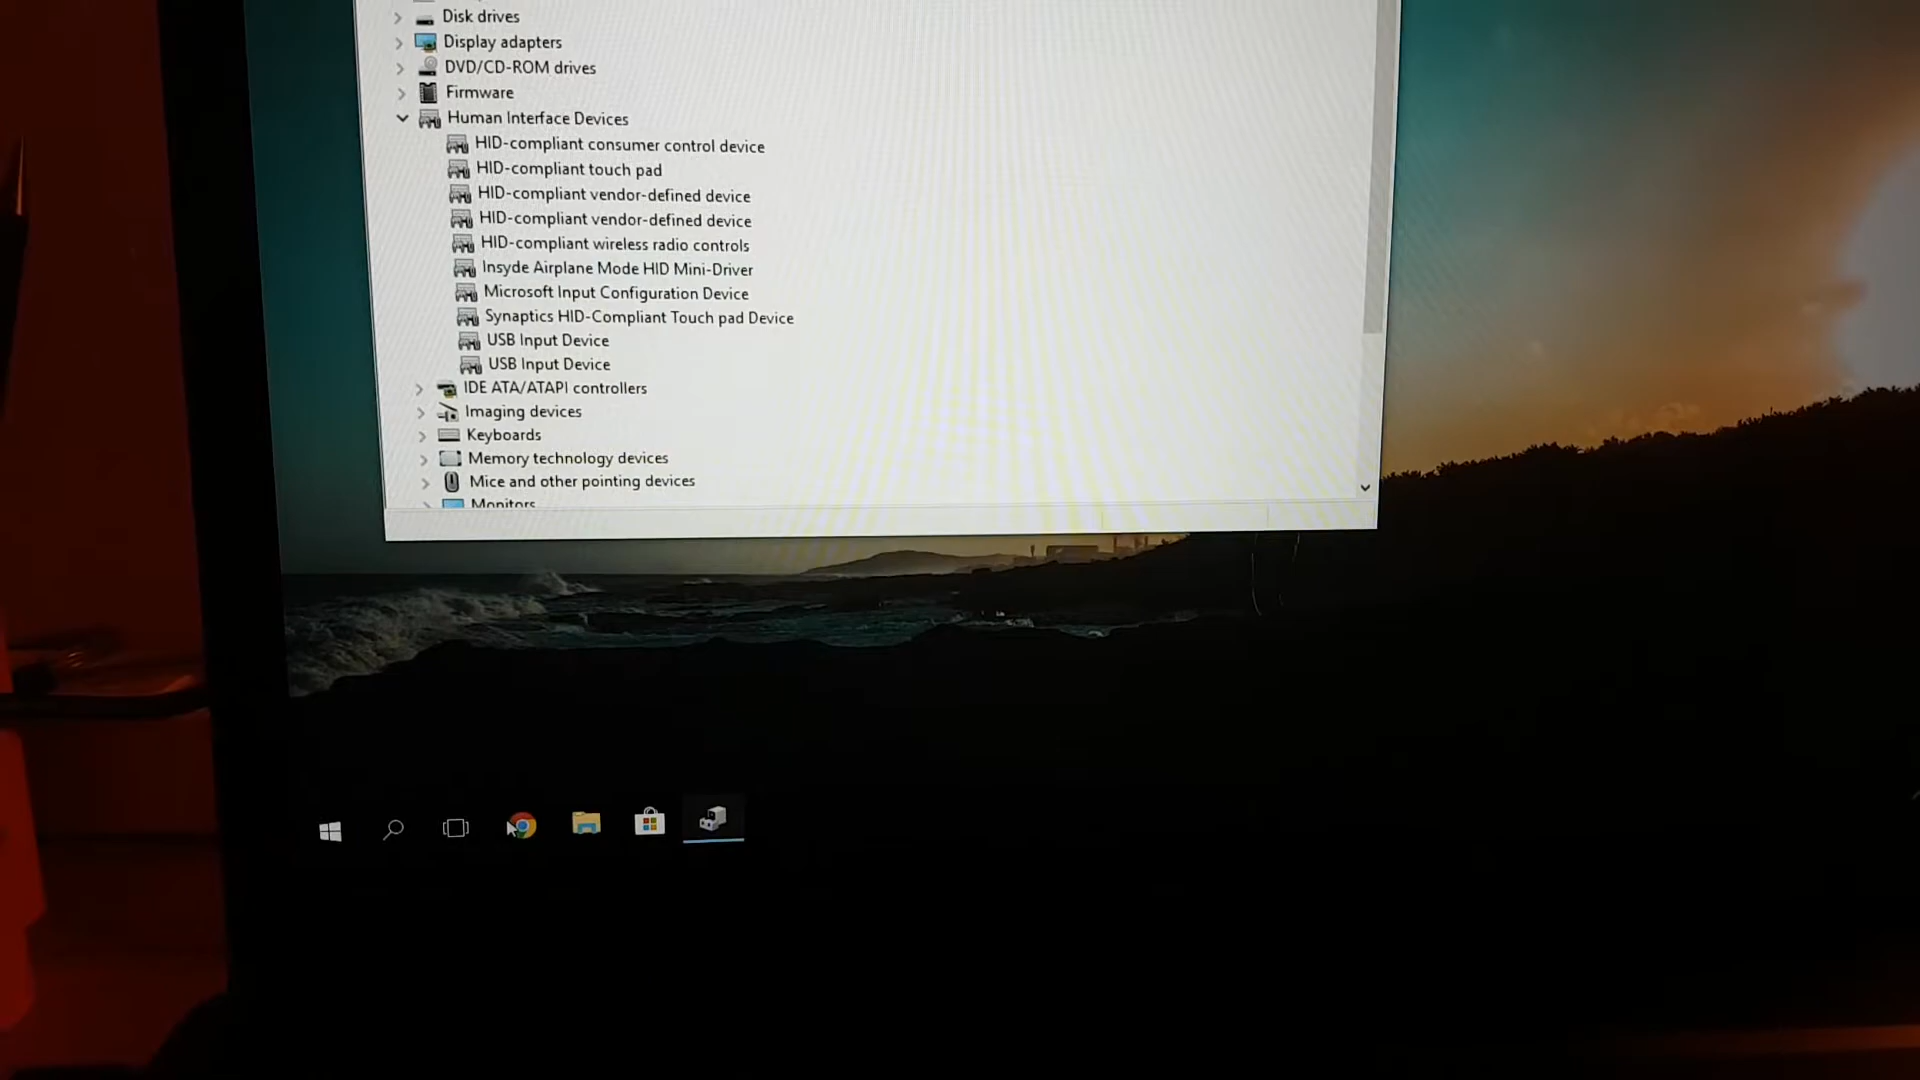 Disk drives
Display adapters
DVD/CD-ROM drives
Firmware
Human Interface Devices
HID-compliant consumer control device
HID-compliant touch pad
HID-compliant vendor-defined device
HID-compliant vendor-defined device
HID-compliant wireless radio controls
Insyde Airplane Mode HID Mini-Driver
Microsoft Input Configuration Device
Synaptics HID-Compliant Touch pad Device
USB Input Device
USB Input Device
IDE ATA/ATAPI controllers
Imaging devices
Keyboards
Memory technology devices
Mice and other pointing devices
Monitors